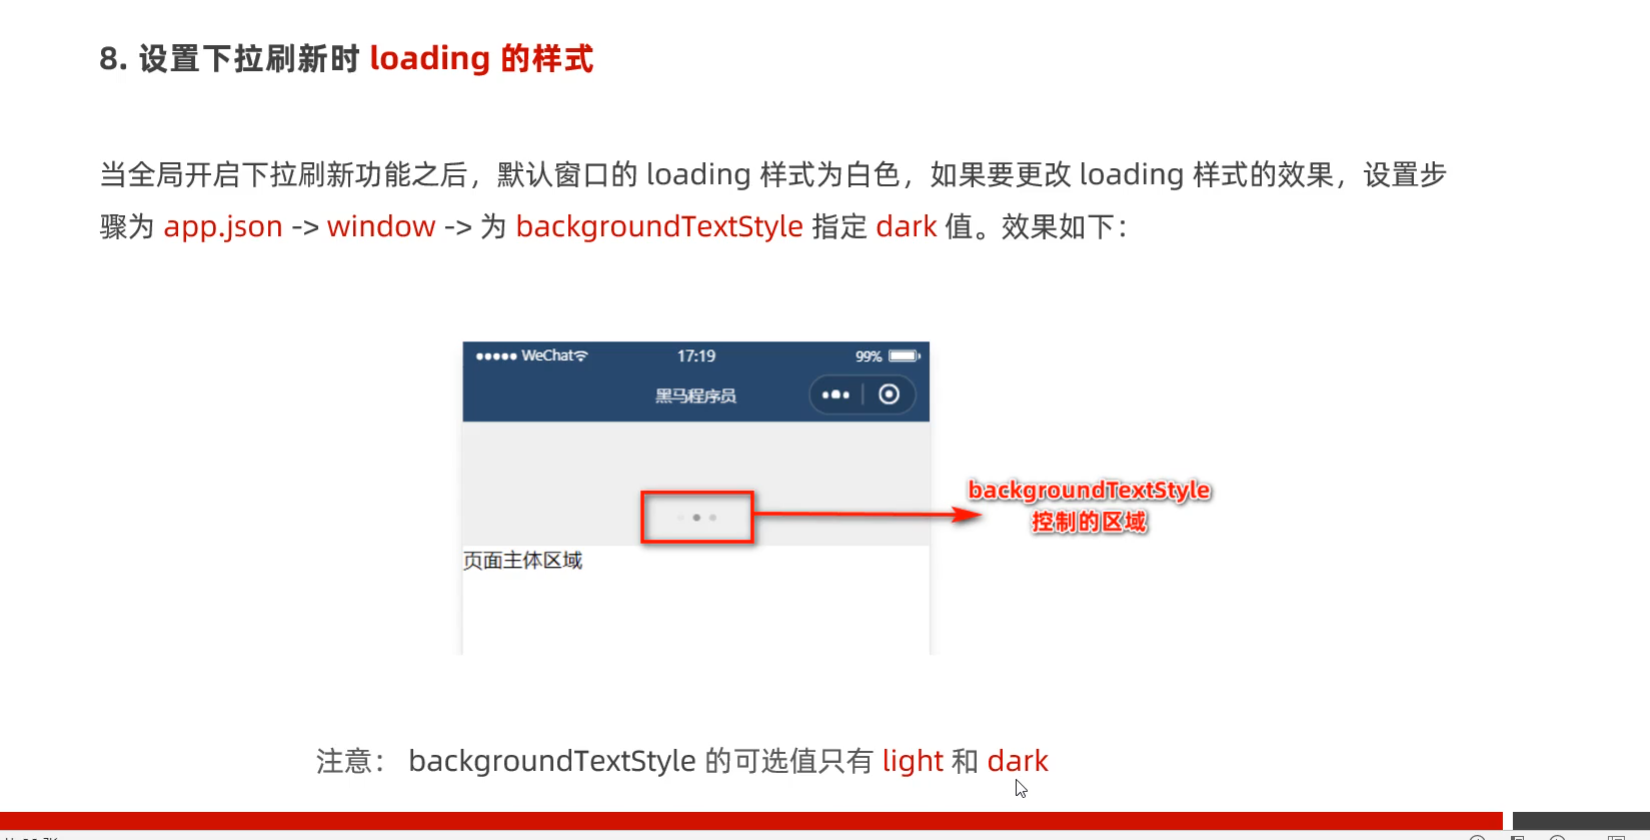 8. 设置下拉刷新时 loading 的样式
当全局开启下拉刷新功能之后，默认窗口的 loading 样式为白色，如果要更改 loading 样式的效果，设置步
骤为 app.json -> window -> 为 backgroundTextStyle 指定 dark 值。效果如下：
WeChat 17:19 99%
黑马程序员
backgroundTextStyle
控制的区域
页面主体区域
注意： backgroundTextStyle 的可选值只有 light 和 dark